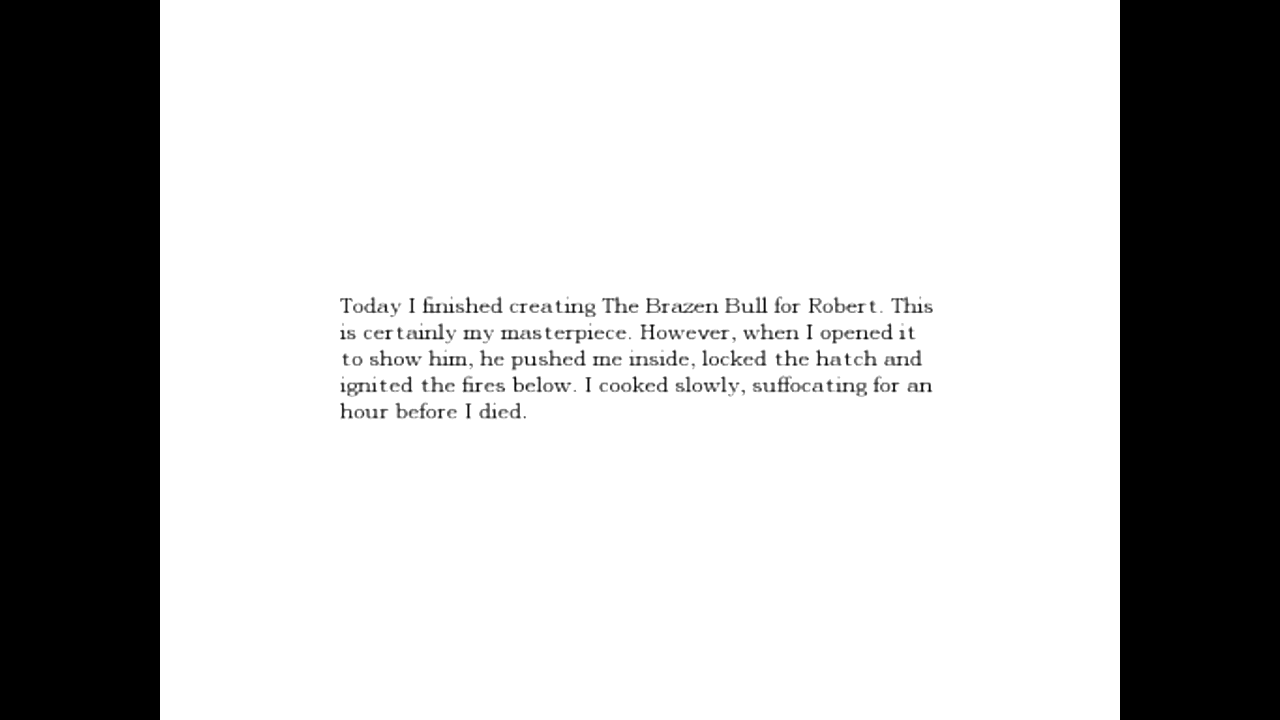 Today I finished creating The Brazen Bull for Robert. This
is certainly my masterpiece. However, when I opened it
to show him, he pushed me inside, locked the hatch and
ignited the fires below. I cooked slowly, suffocating for an
hour before I died.